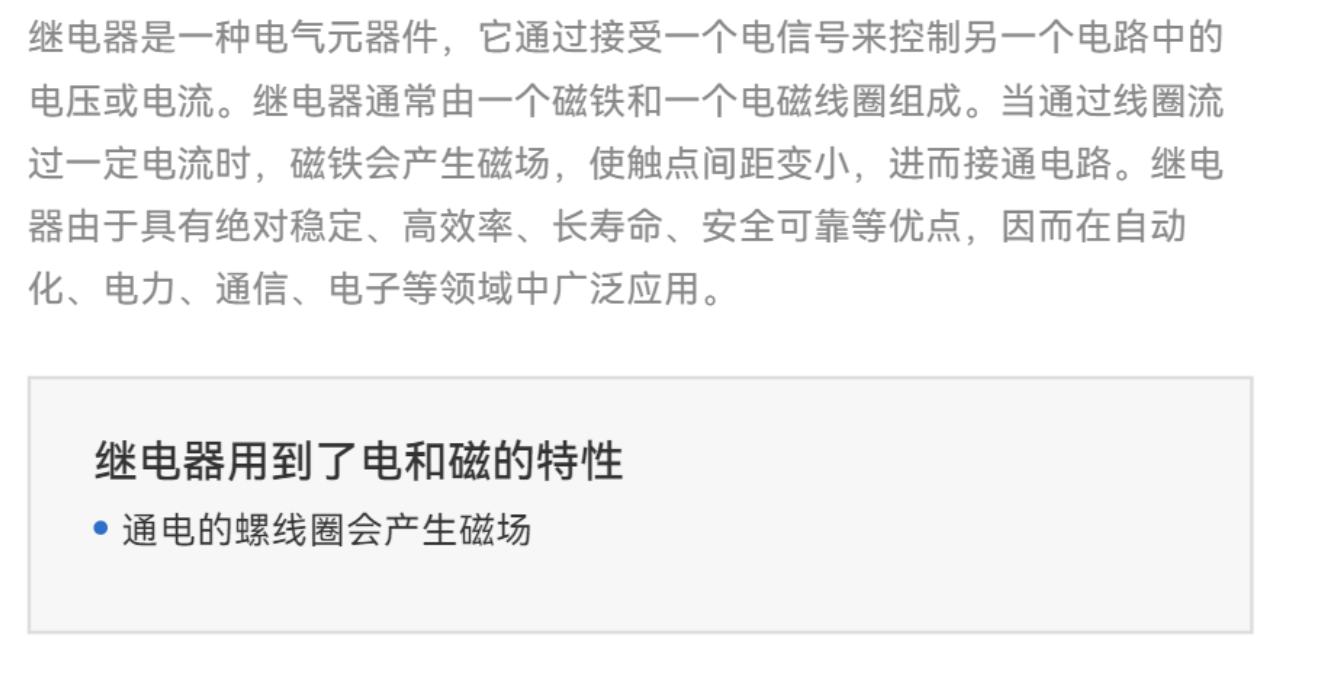 继电器是一种电气元器件，它通过接受一个电信号来控制另一个电路中的
电压或电流。继电器通常由一个磁铁和一个电磁线圈组成。当通过线圈流
过一定电流时，磁铁会产生磁场，使触点间距变小，进而接通电路。继电
器由于具有绝对稳定、高效率、长寿命、安全可靠等优点，因而在自动
化、电力、通信、电子等领域中广泛应用。
继电器用到了电和磁的特性
通电的螺线圈会产生磁场